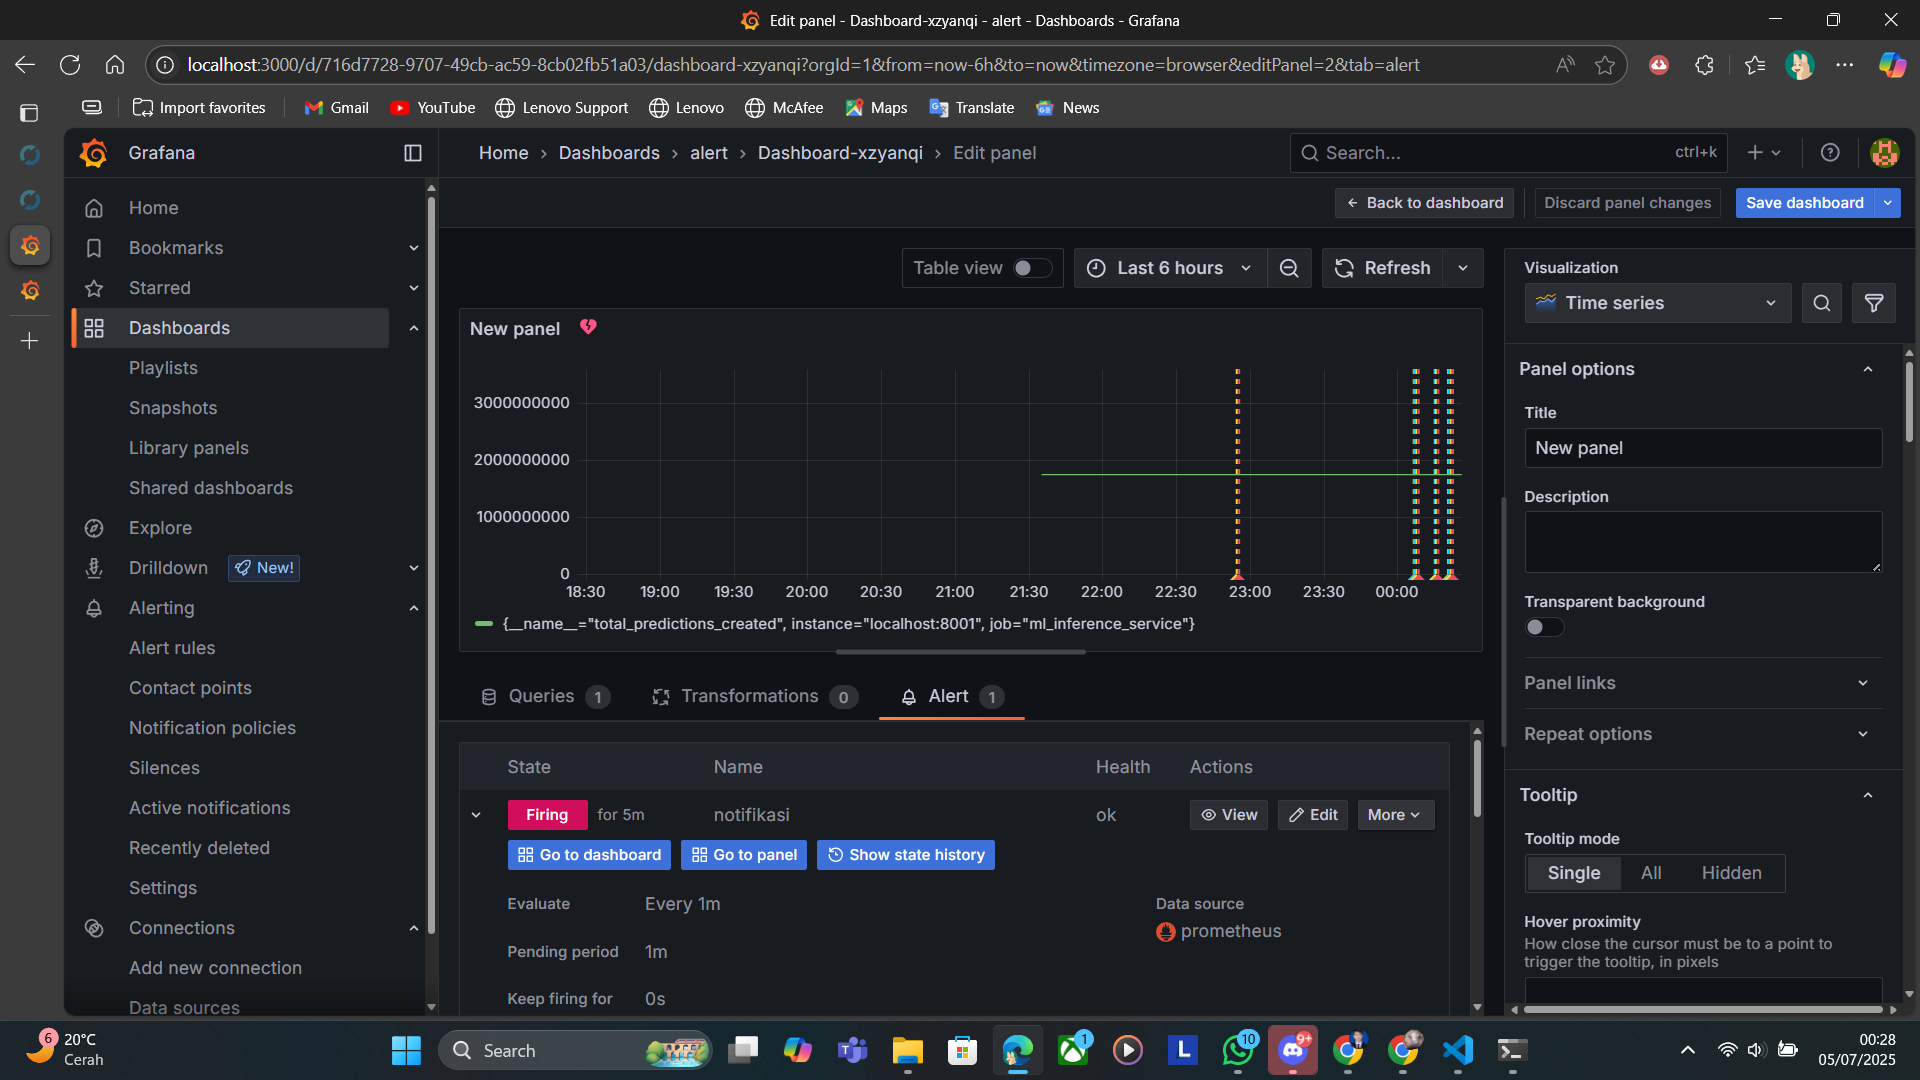 Edit panel - Dashboard-xzyanqi - alert - Dashboards - Grafana
localhost:3000/d/716d7728-9707-49cb-ac59-8cb02fb51a03/dashboard-xzyanqi?orgId=1&from=now-6h&to=now&timezone=browser&editPanel=2&tab=alert
Import favorites
Gmail
YouTube
Lenovo Support
Lenovo
McAfee
Maps
Translate
News
Grafana
Home › Dashboards › alert › Dashboard-xzyanqi › Edit panel
Search...
ctrl+k
Back to dashboard
Discard panel changes
Save dashboard
Home
Bookmarks
Starred
Dashboards
Playlists
Snapshots
Library panels
Shared dashboards
Explore
Drilldown
New!
Alerting
Alert rules
Contact points
Notification policies
Silences
Active notifications
Recently deleted
Settings
Connections
Add new connection
Data sources
Table view
Last 6 hours
Refresh
New panel
3000000000
2000000000
1000000000
0
18:30
19:00
19:30
20:00
20:30
21:00
21:30
22:00
22:30
23:00
23:30
00:00
{__name__="total_predictions_created", instance="localhost:8001", job="ml_inference_service"}
Queries 1
Transformations 0
Alert 1
State
Name
Health
Actions
Firing for 5m
notifikasi
ok
View
Edit
More
Go to dashboard
Go to panel
Show state history
Evaluate
Every 1m
Data source
prometheus
Pending period
1m
Keep firing for
0s
Visualization
Time series
Panel options
Title
New panel
Description
Transparent background
Panel links
Repeat options
Tooltip
Tooltip mode
Single
All
Hidden
Hover proximity
How close the cursor must be to a point to
trigger the tooltip, in pixels
6
20°C
Cerah
Search
1
L
10
9+
00:28
05/07/2025